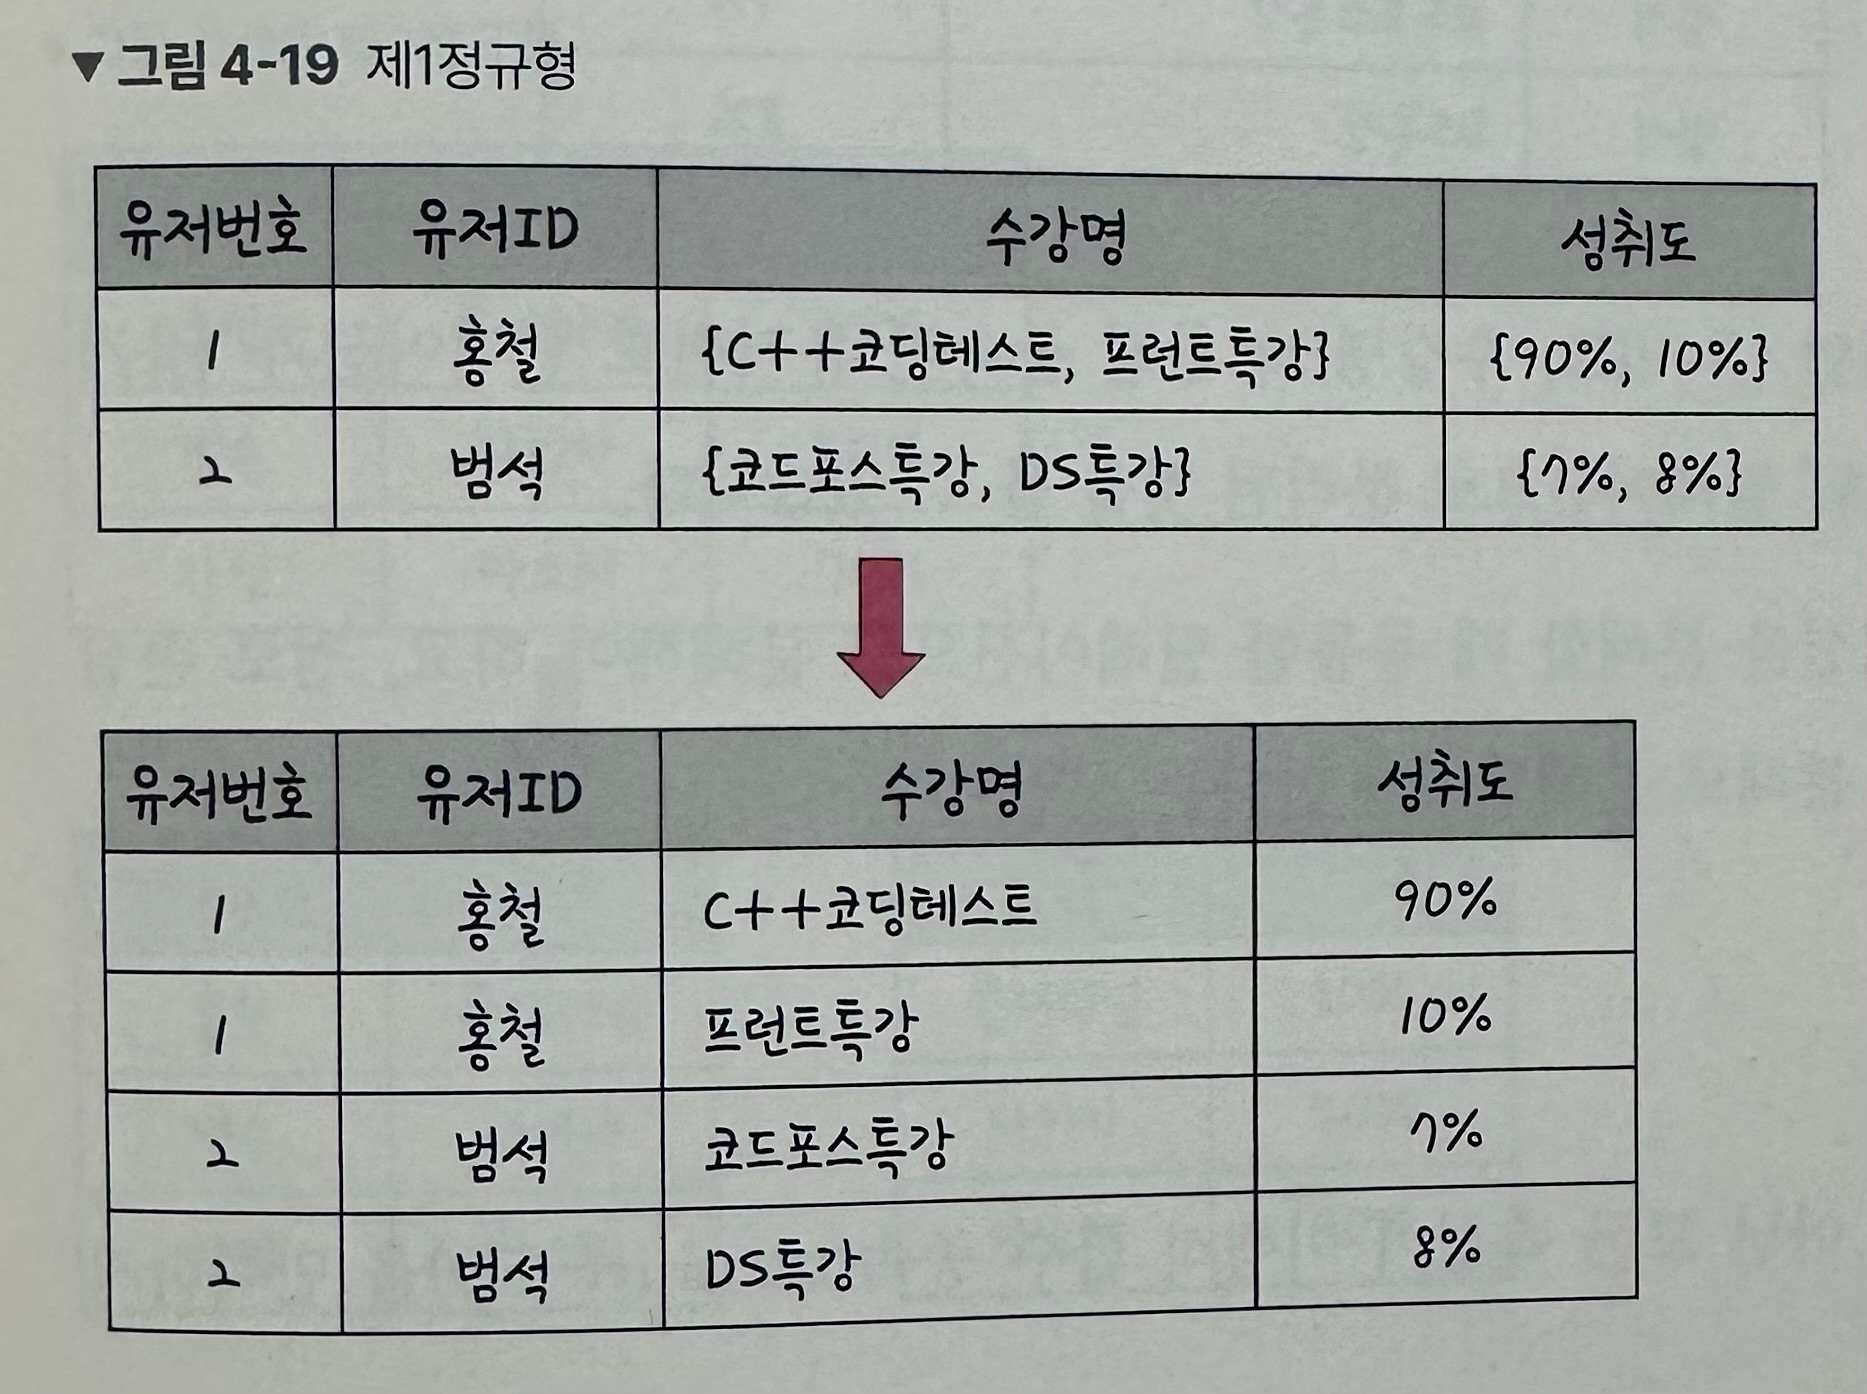 ▼ 그림 4-19 제1정규형
유저번호 유저ID 수강명 성취도
1 홍철 {C++코딩테스트, 프런트특강} {90%, 10%}
2 범석 {코드포스특강, DS특강} {7%, 8%}
유저번호 유저ID 수강명 성취도
1 홍철 C++코딩테스트 90%
1 홍철 프런트특강 10%
2 범석 코드포스특강 7%
2 범석 DS특강 8%